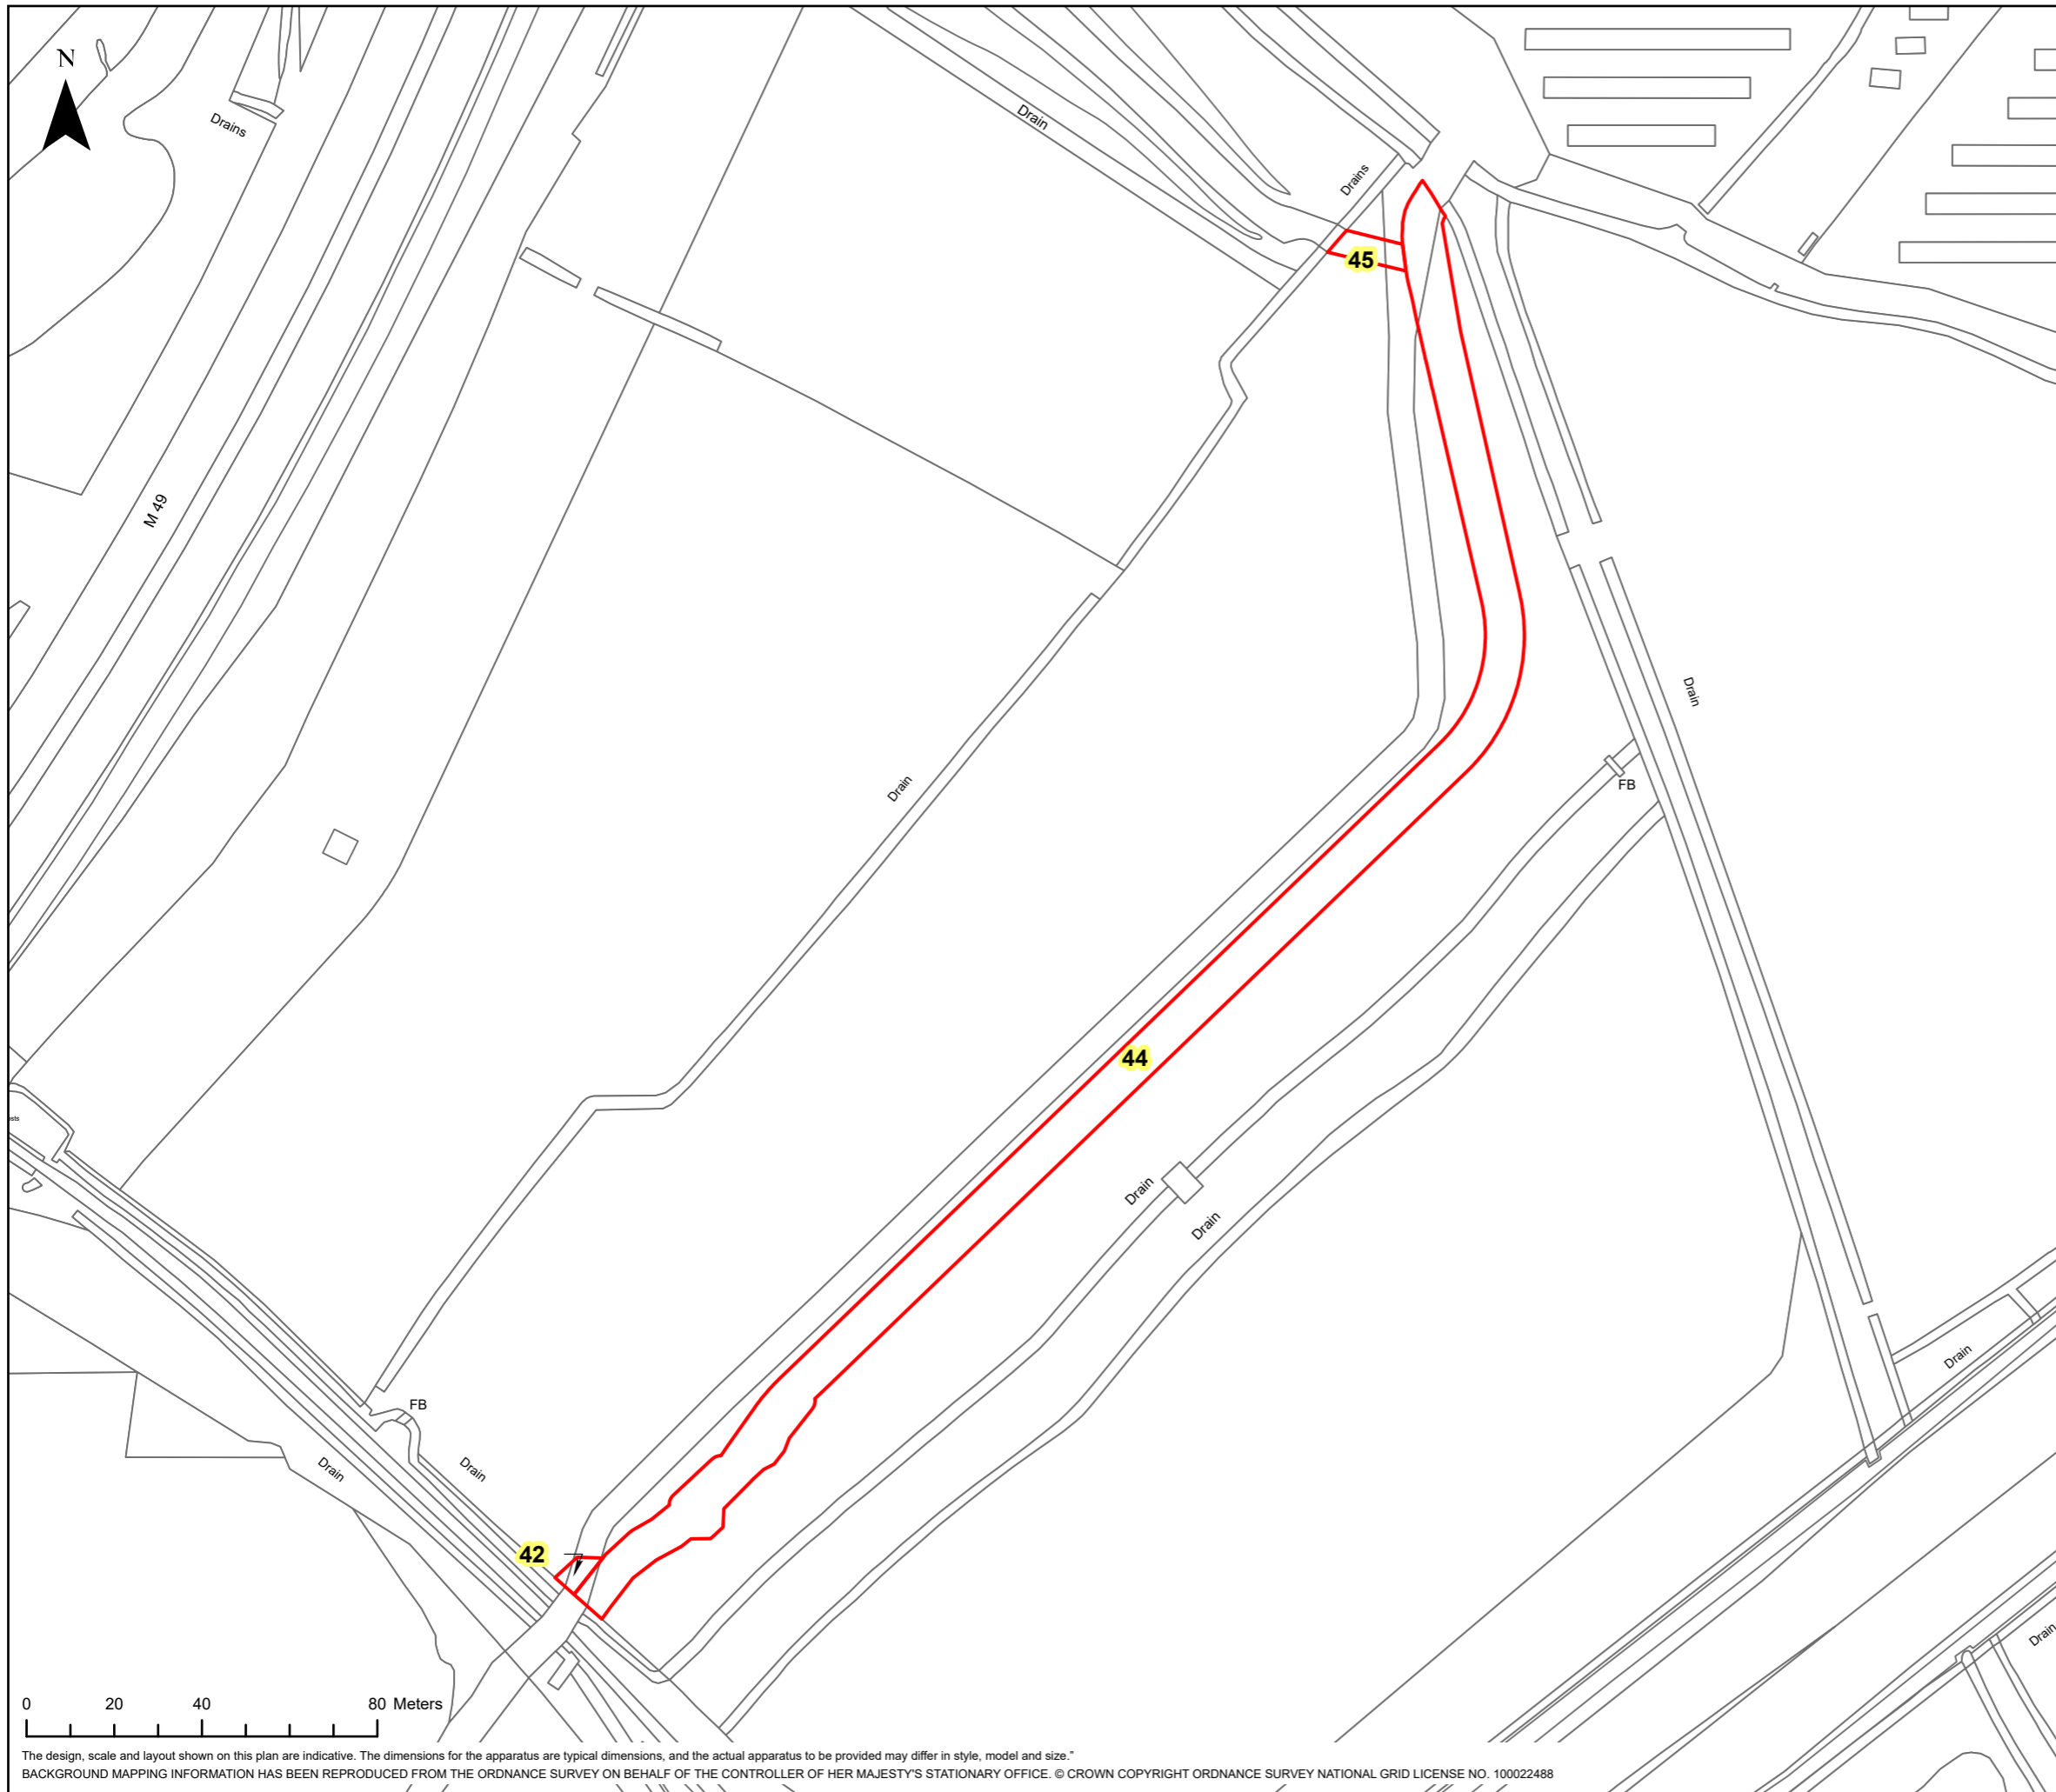 N
Drains
Drain
Drains
45
M 49
Drain
Drain
FB
44
Drain
Drain
Drain
FB
Drain
Drain
42
Drain
0 20 40 80 Meters
The design, scale and layout shown on this plan are indicative. The dimensions for the apparatus are typical dimensions, and the actual apparatus to be provided may differ in style, model and size."
BACKGROUND MAPPING INFORMATION HAS BEEN REPRODUCED FROM THE ORDNANCE SURVEY ON BEHALF OF THE CONTROLLER OF HER MAJESTY'S STATIONARY OFFICE. © CROWN COPYRIGHT ORDNANCE SURVEY NATIONAL GRID LICENSE NO. 100022488